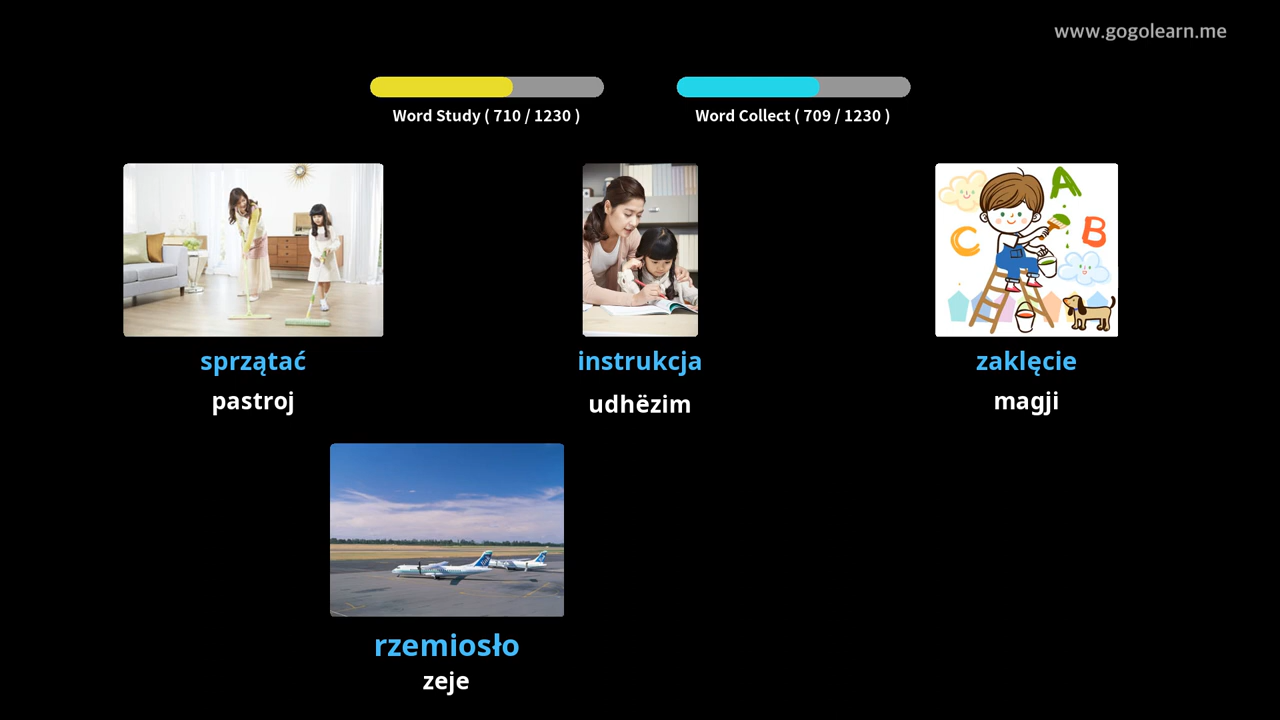 www.gogolearn.me
Word Study ( 710 / 1230 )
Word Collect ( 709 / 1230 )
sprzątać
pastroj
instrukcja
udhëzim
zaklęcie
magji
A
B
C
rzemiosło
zeje